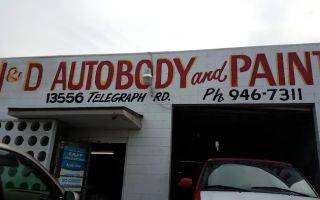 & D AUTOBODY and PAINT
13556 TELEGRAPH RD. Ph. 946-7311